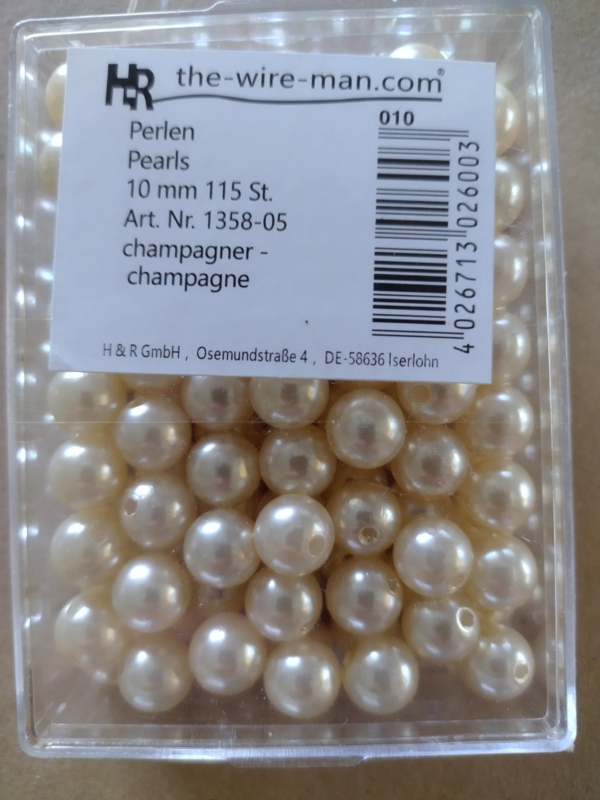 HR the-wire-man.com®
010
Perlen
Pearls
10 mm 115 St.
Art. Nr. 1358-05
champagner -
champagne
4 026713 026003
H & R GmbH , Osemundstraße 4 , DE-58636 Iserlohn